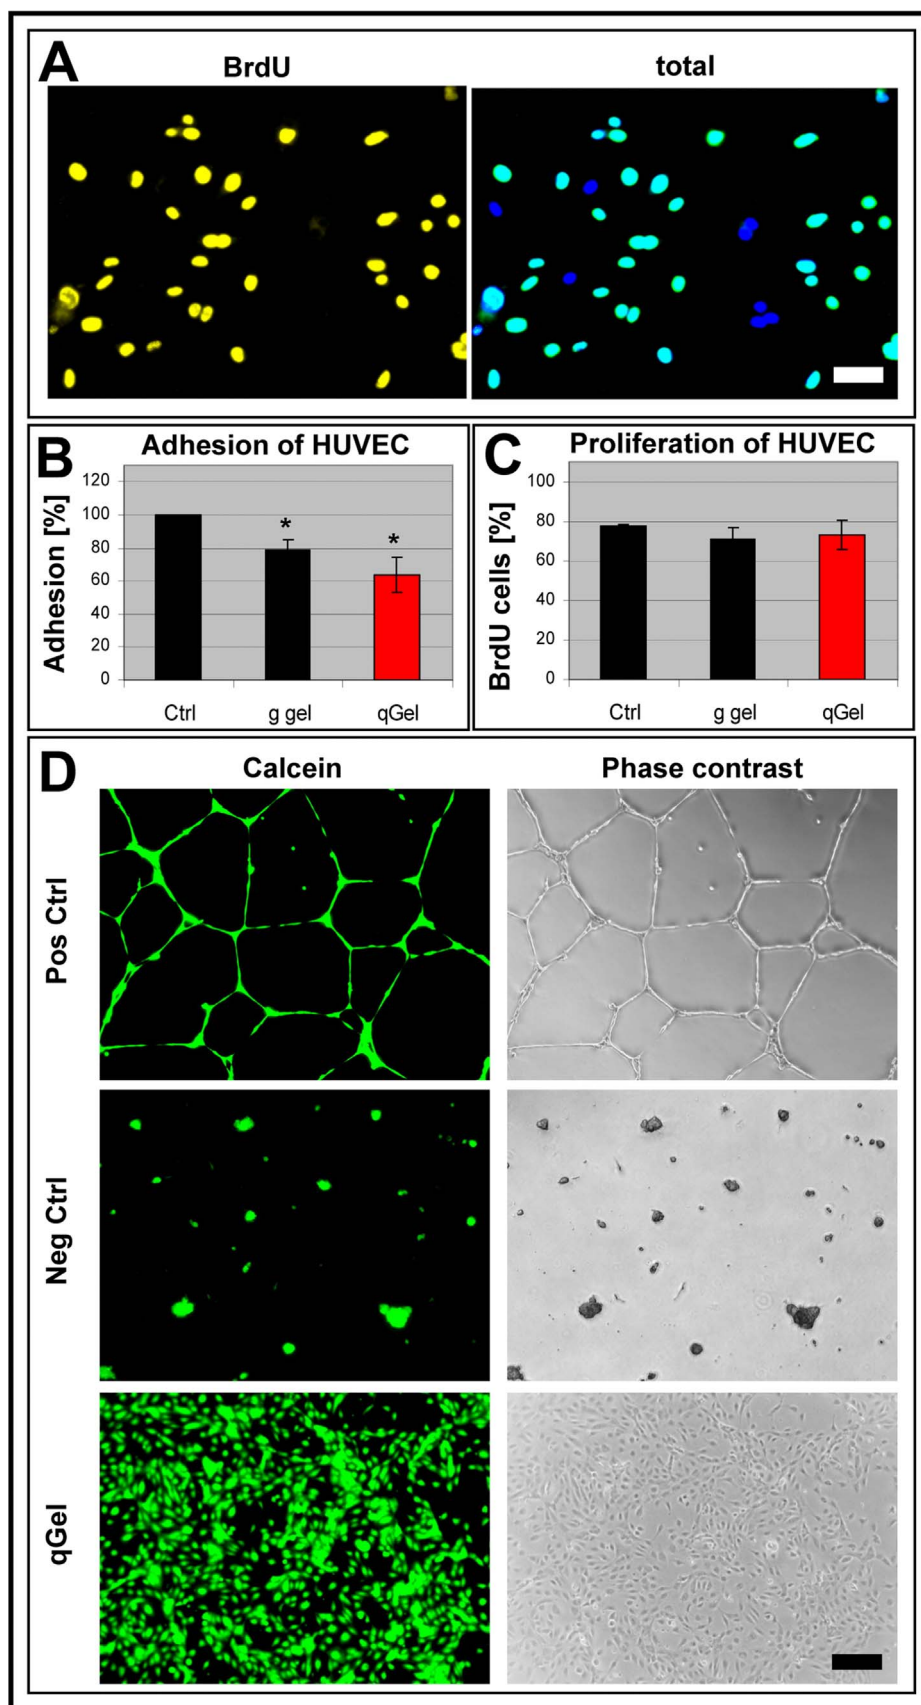 A
BrdU
total
B
Adhesion of HUVEC
Adhesion [%]
120
100
80
60
40
20
0
*
*
Ctrl
g gel
qGel
C
Proliferation of HUVEC
BrdU cells [%]
100
80
60
40
20
0
Ctrl
g gel
qGel
D
Calcein
Phase contrast
Pos Ctrl
Neg Ctrl
qGel